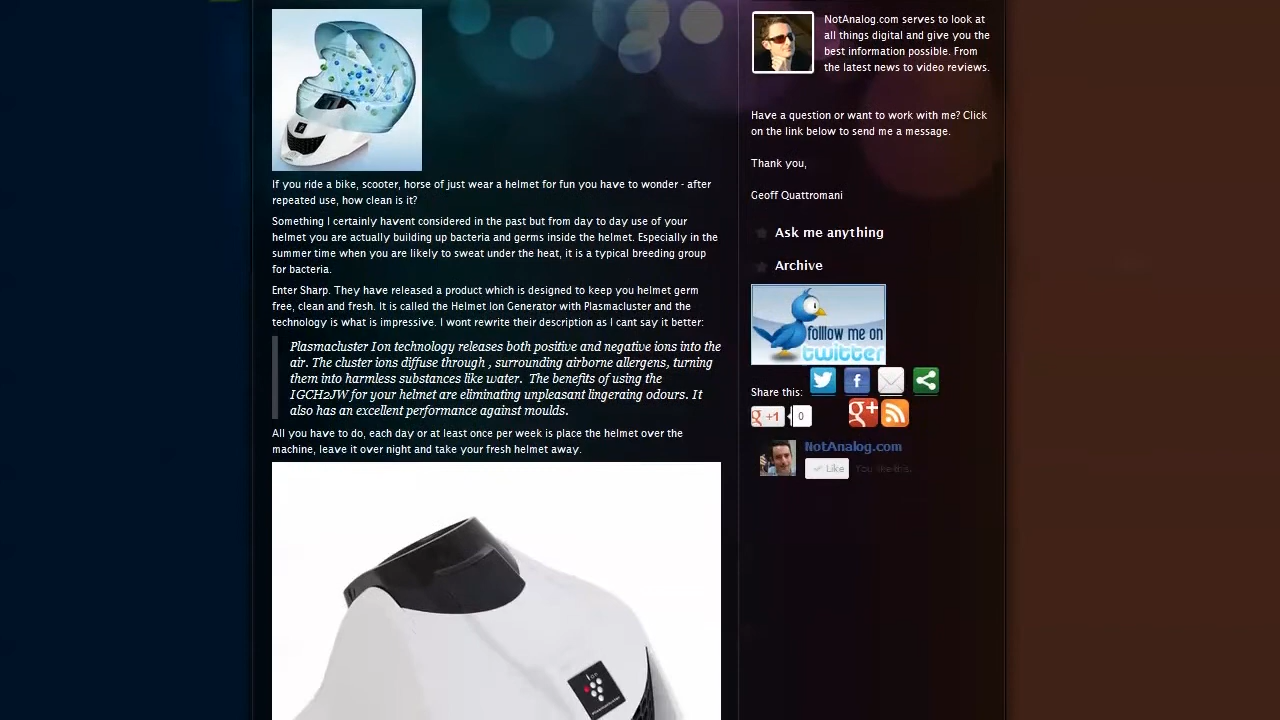 If you ride a bike, scooter, horse of just wear a helmet for fun you have to wonder - after
repeated use, how clean is it?
Something I certainly havent considered in the past but from day to day use of your
helmet you are actually building up bacteria and germs inside the helmet. Especially in the
summer time when you are likely to sweat under the heat, it is a typical breeding group
for bacteria.
Enter Sharp. They have released a product which is designed to keep you helmet germ
free, clean and fresh. It is called the Helmet Ion Generator with Plasmacluster and the
technology is what is impressive. I wont rewrite their description as I cant say it better:
Plasmacluster Ion technology releases both positive and negative ions into the
air. The cluster ions diffuse through , surrounding airborne allergens, turning
them into harmless substances like water. The benefits of using the
IGCH2JW for your helmet are eliminating unpleasant lingeraing odours. It
also has an excellent performance against moulds.
All you have to do, each day or at least once per week is place the helmet over the
machine, leave it over night and take your fresh helmet away.
Ion
NotAnalog.com serves to look at
all things digital and give you the
best information possible. From
the latest news to video reviews.
Have a question or want to work with me? Click
on the link below to send me a message.
Thank you,
Geoff Quattromani
Ask me anything
Archive
folllow me on
twitter
Share this:
g +1
0
g+
NotAnalog.com
Like
You like this.